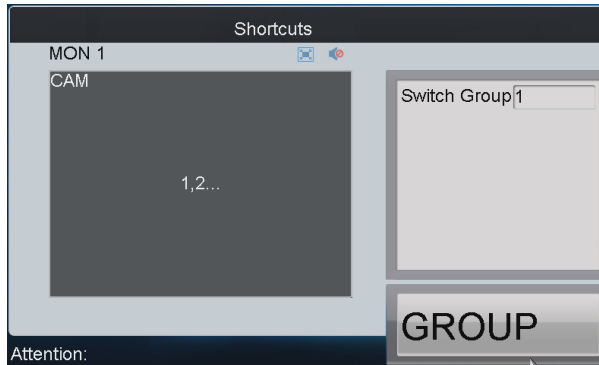 Shortcuts
MON 1
CAM
1,2...
Switch Group 1
GROUP
Attention: